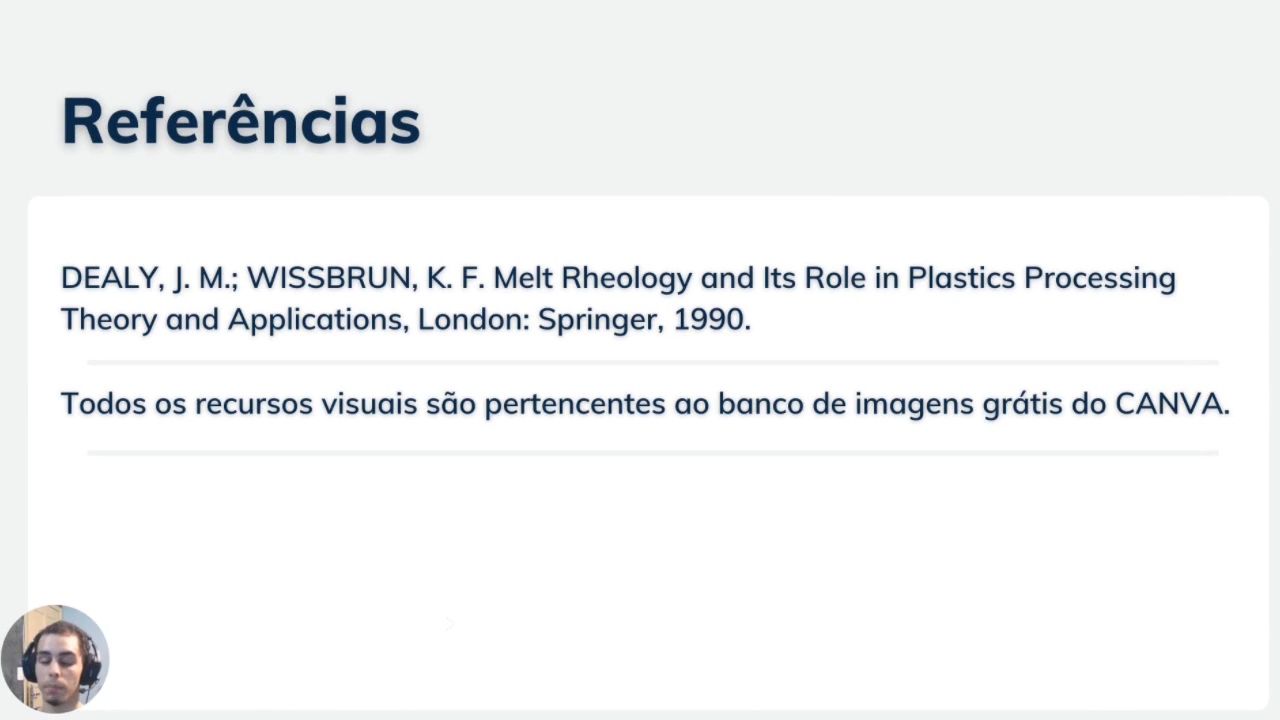 Referências
DEALY, J. M.; WISSBRUN, K. F. Melt Rheology and Its Role in Plastics Processing
Theory and Applications, London: Springer, 1990.
Todos os recursos visuais são pertencentes ao banco de imagens grátis do CANVA.